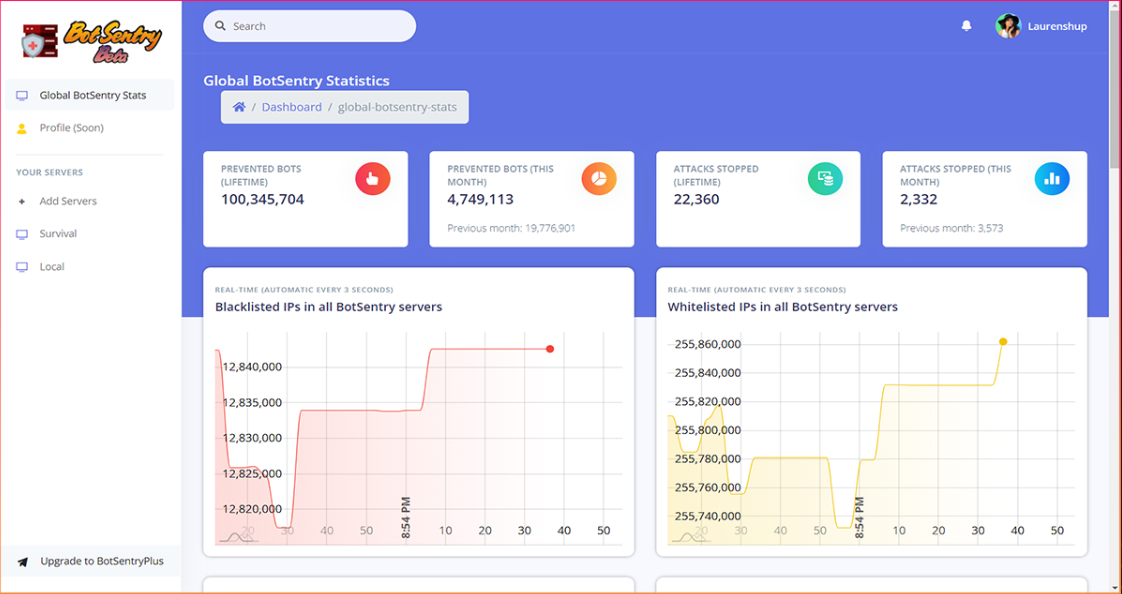 BotSentry
Beta
Search
Laurenshup
Global BotSentry Stats
Profile (Soon)
YOUR SERVERS
Add Servers
Survival
Local
Upgrade to BotSentryPlus
Global BotSentry Statistics
/ Dashboard / global-botsentry-stats
PREVENTED BOTS
(LIFETIME)
100,345,704
PREVENTED BOTS (THIS
MONTH)
4,749,113
Previous month: 19,776,901
ATTACKS STOPPED
(LIFETIME)
22,360
ATTACKS STOPPED (THIS
MONTH)
2,332
Previous month: 3,573
REAL-TIME (AUTOMATIC EVERY 3 SECONDS)
Blacklisted IPs in all BotSentry servers
12,840,000
12,835,000
12,830,000
12,825,000
12,820,000
20 30 40 50 8:54 PM 10 20 30 40 50
REAL-TIME (AUTOMATIC EVERY 3 SECONDS)
Whitelisted IPs in all BotSentry servers
255,860,000
255,840,000
255,820,000
255,800,000
255,780,000
255,760,000
255,740,000
20 30 40 50 8:54 PM 10 20 30 40 50